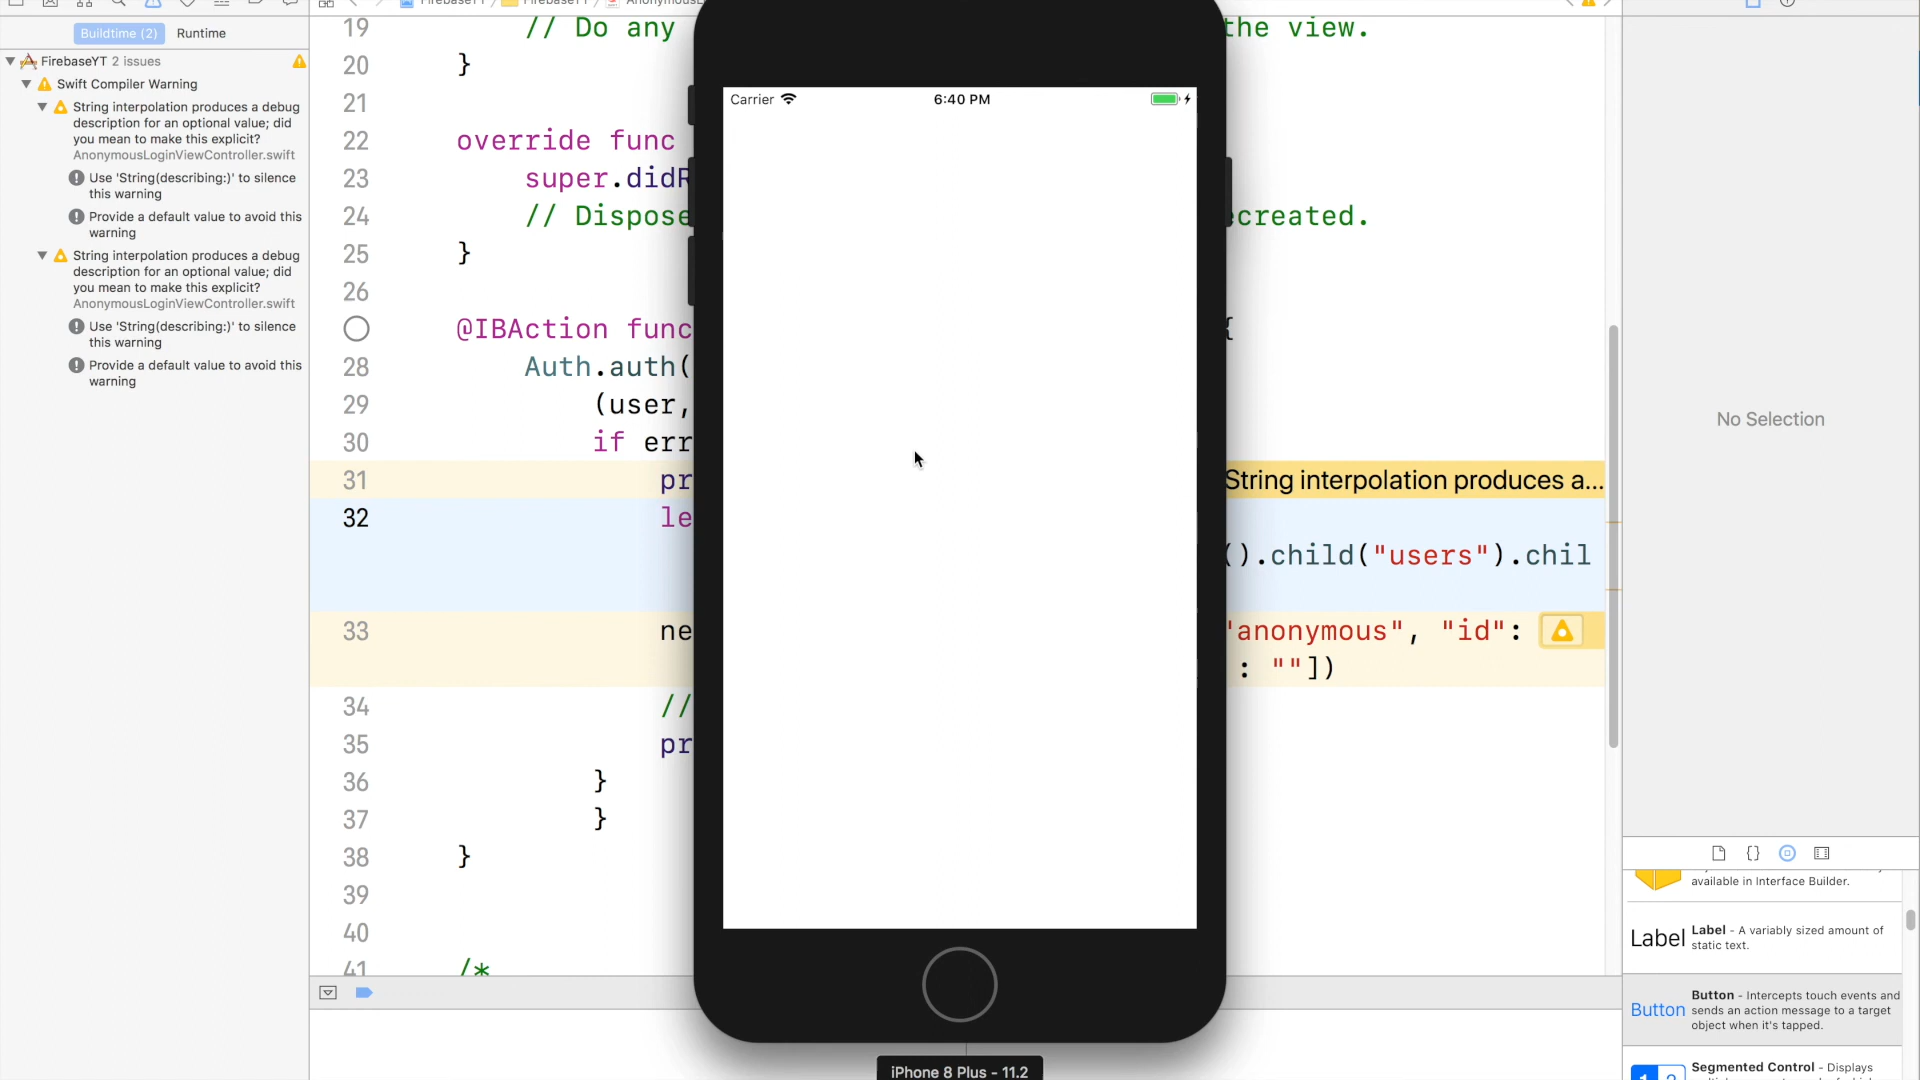 Buildtime (2) Runtime
FirebaseYT 2 issues
Swift Compiler Warning
String interpolation produces a debug
description for an optional value; did
you mean to make this explicit?
AnonymousLoginViewController.swift
Use 'String(describing:)' to silence
this warning
Provide a default value to avoid this
warning
String interpolation produces a debug
description for an optional value; did
you mean to make this explicit?
AnonymousLoginViewController.swift
Use 'String(describing:)' to silence
this warning
Provide a default value to avoid this
warning
19 // Do any the view.
20 }
21
22 override func
23 super.didR
24 // Dispose ecreated.
25 }
26
@IBAction func {
28 Auth.auth(
29 (user,
30 if err
31 pr String interpolation produces a...
32 le
().child("users").chil
33 ne "anonymous", "id":
: ""])
34 //
35 pr
36 }
37 }
38 }
39
40
41 /*
Carrier 6:40 PM
iPhone 8 Plus - 11.2
No Selection
available in Interface Builder.
Label Label - A variably sized amount of
static text.
Button Button - Intercepts touch events and
sends an action message to a target
object when it's tapped.
Segmented Control - Displays